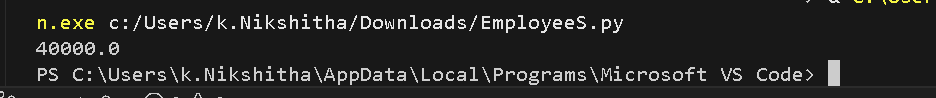 n.exe c:/Users/k.Nikshitha/Downloads/EmployeeS.py
40000.0
PS C:\Users\k.Nikshitha\AppData\Local\Programs\Microsoft VS Code>